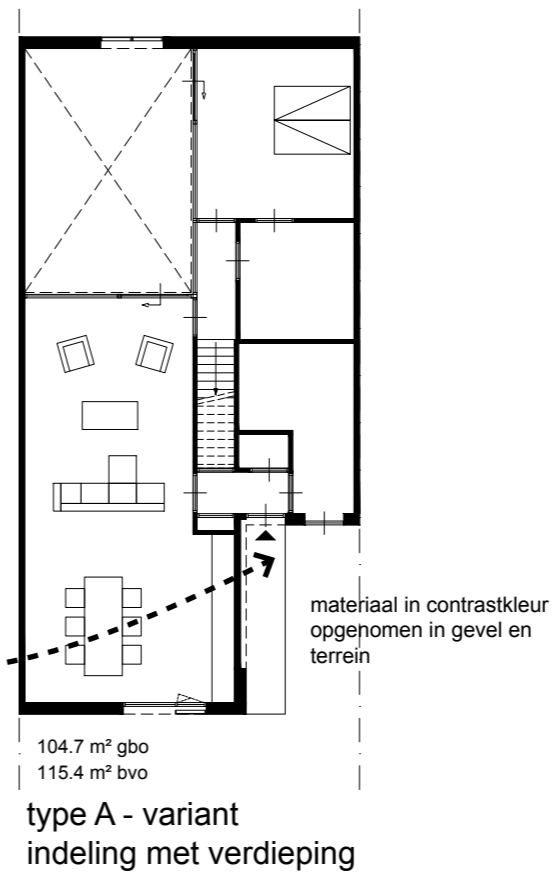 materiaal in contrastkleur
opgenomen in gevel en
terrein
104.7 m² gbo
115.4 m² bvo
type A - variant
indeling met verdieping